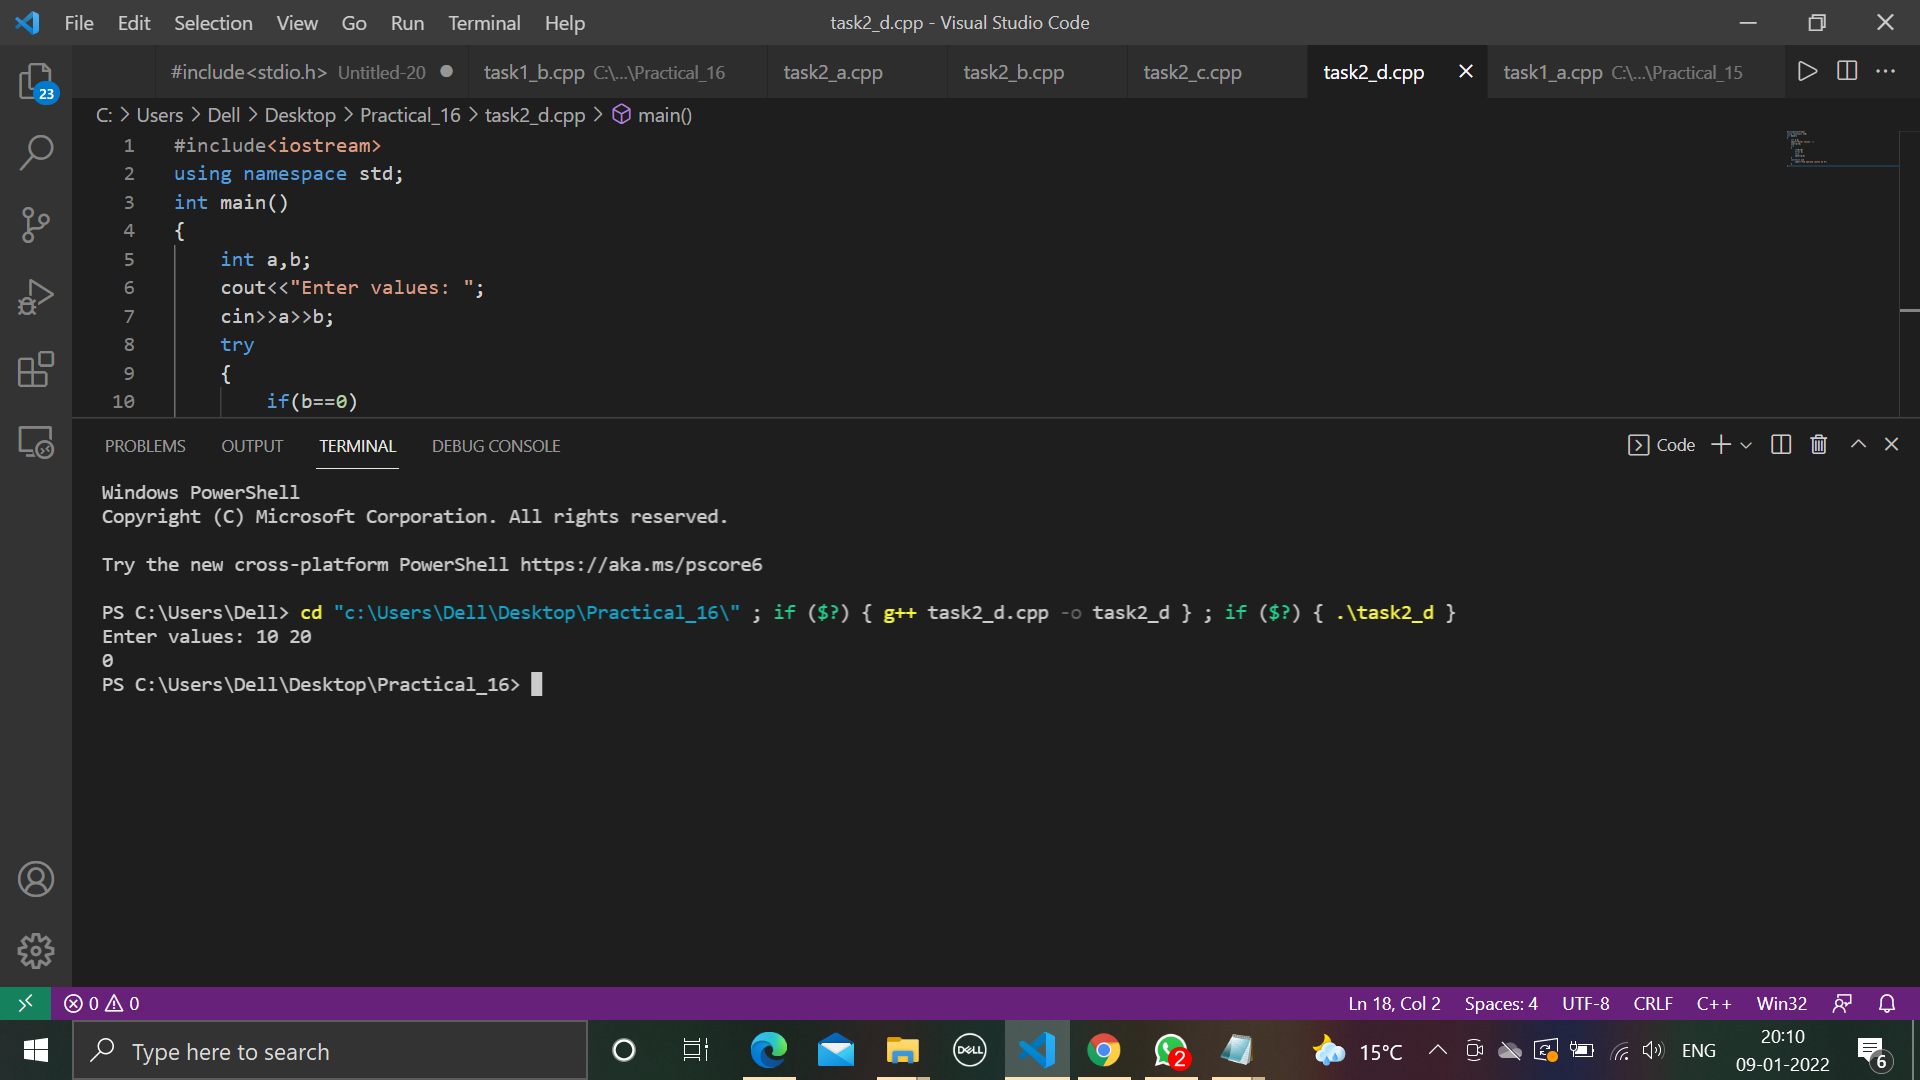 File Edit Selection View Go Run Terminal Help task2_d.cpp - Visual Studio Code
#include<stdio.h> Untitled-20 task1_b.cpp C:\...\Practical_16 task2_a.cpp task2_b.cpp task2_c.cpp task2_d.cpp task1_a.cpp C:\...\Practical_15
23
C: > Users > Dell > Desktop > Practical_16 > task2_d.cpp > main()
1 #include<iostream>
2 using namespace std;
3 int main()
4 {
5 int a,b;
6 cout<<"Enter values: ";
7 cin>>a>>b;
8 try
9 {
10 if(b==0)
PROBLEMS OUTPUT TERMINAL DEBUG CONSOLE Code
Windows PowerShell
Copyright (C) Microsoft Corporation. All rights reserved.
Try the new cross-platform PowerShell https://aka.ms/pscore6
PS C:\Users\Dell> cd "c:\Users\Dell\Desktop\Practical_16\" ; if ($?) { g++ task2_d.cpp -o task2_d } ; if ($?) { .\task2_d }
Enter values: 10 20
0
PS C:\Users\Dell\Desktop\Practical_16>
0 0 Ln 18, Col 2 Spaces: 4 UTF-8 CRLF C++ Win32
Type here to search DELL 2 15°C ENG 20:10
09-01-2022 6